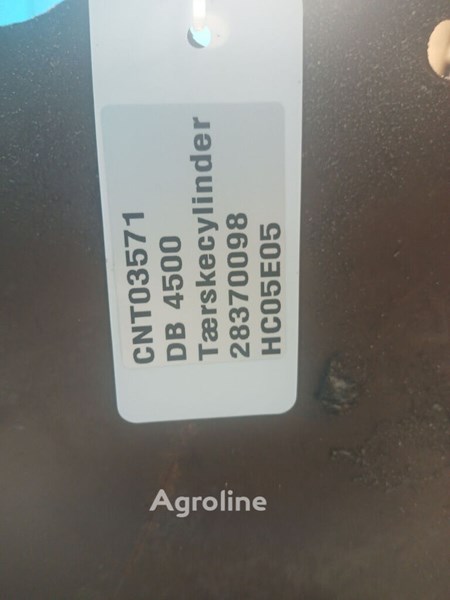 CNT03571
DB 4500
Tærskecylinder
28370098
HC05E05
Agroline